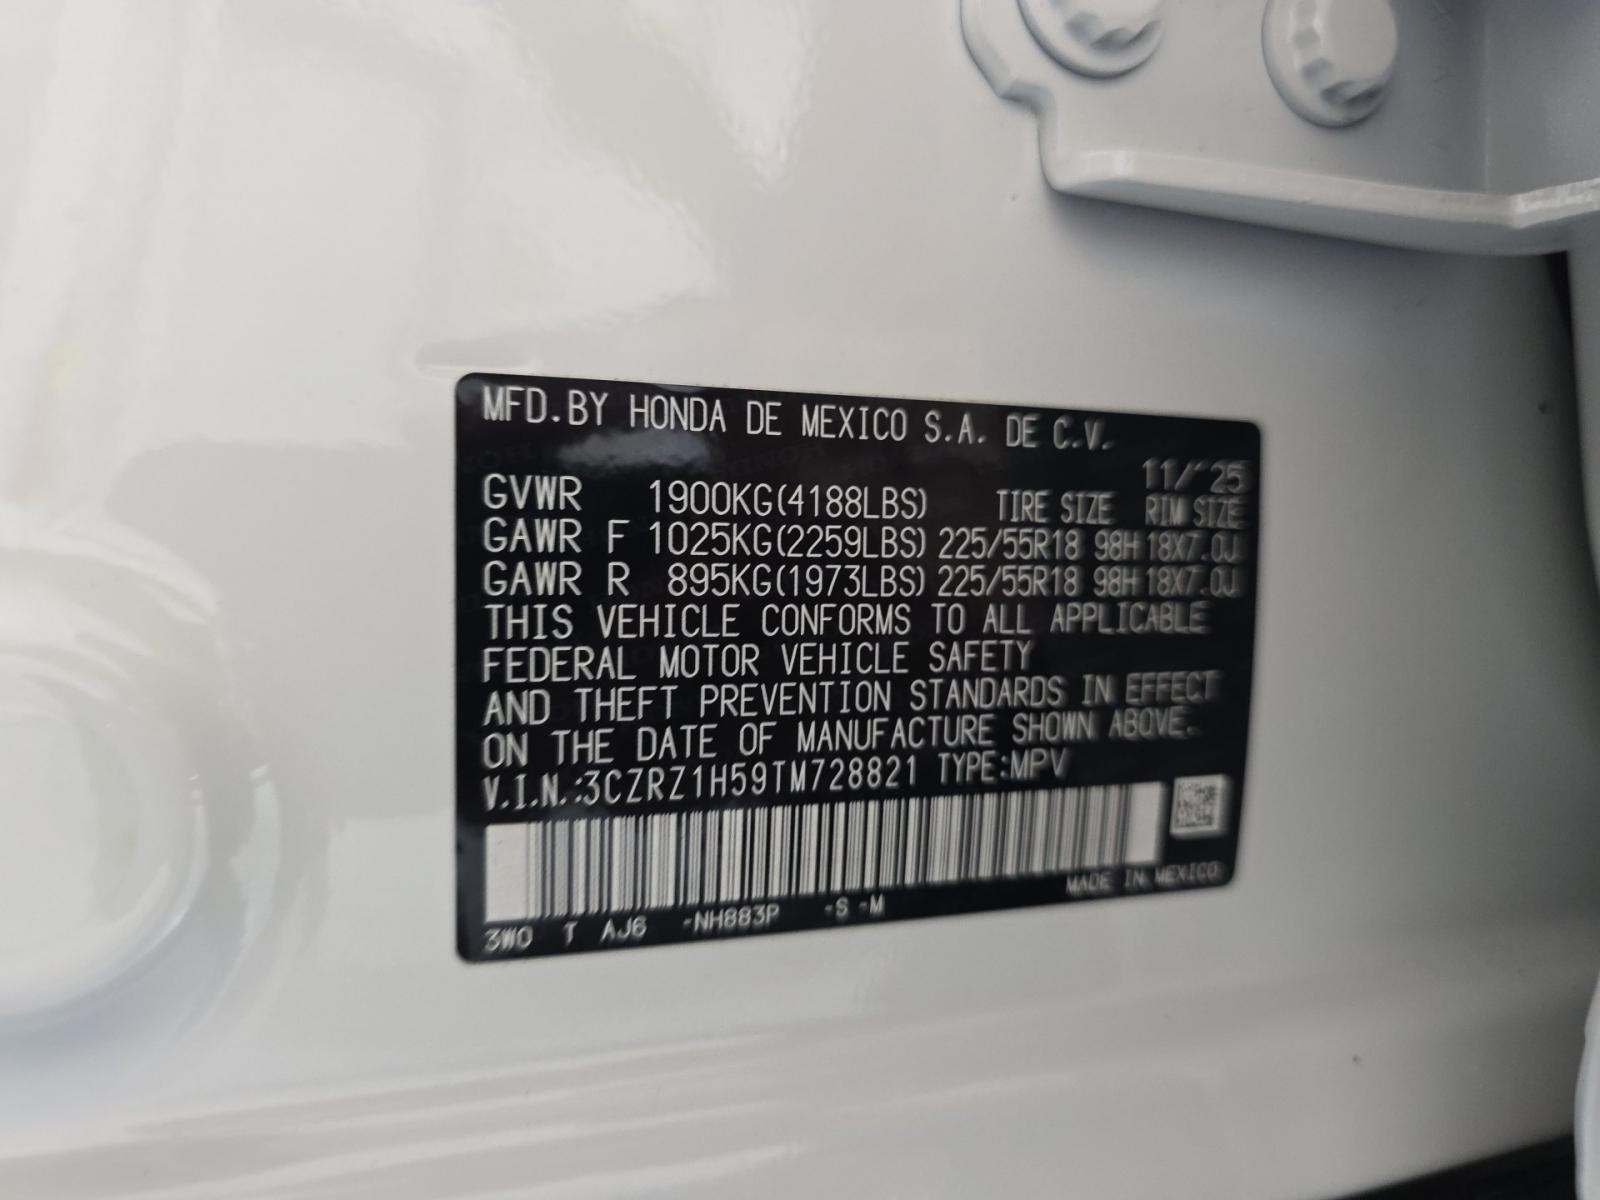 MFD.BY HONDA DE MEXICO S.A. DE C.V.
11/'25
GVWR 1900KG(4188LBS) TIRE SIZE RIM SIZE
GAWR F 1025KG(2259LBS) 225/55R18 98H 18X7.0J
GAWR R 895KG(1973LBS) 225/55R18 98H 18X7.0J
THIS VEHICLE CONFORMS TO ALL APPLICABLE
FEDERAL MOTOR VEHICLE SAFETY
AND THEFT PREVENTION STANDARDS IN EFFECT
ON THE DATE OF MANUFACTURE SHOWN ABOVE.
V.I.N.:3CZRZ1H59TM728821 TYPE:MPV
MADE IN MEXICO
3W0 T AJ6 -NH883P -S -M